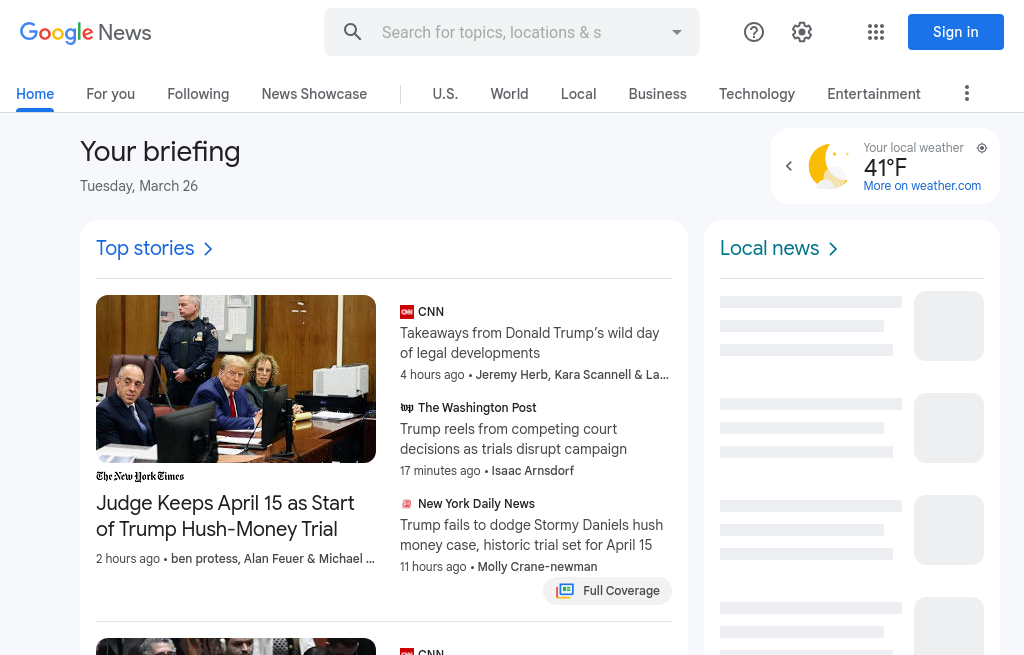 Google News
Search for topics, locations & s
Sign in
Home
For you
Following
News Showcase
U.S.
World
Local
Business
Technology
Entertainment
Your briefing
Tuesday, March 26
Your local weather
41°F
More on weather.com
Top stories
The New York Times
Judge Keeps April 15 as Start
of Trump Hush-Money Trial
2 hours ago • ben protess, Alan Feuer & Michael ...
CNN
Takeaways from Donald Trump’s wild day
of legal developments
4 hours ago • Jeremy Herb, Kara Scannell & La...
wp The Washington Post
Trump reels from competing court
decisions as trials disrupt campaign
17 minutes ago • Isaac Arnsdorf
New York Daily News
Trump fails to dodge Stormy Daniels hush
money case, historic trial set for April 15
11 hours ago • Molly Crane-newman
Full Coverage
CNN
Local news